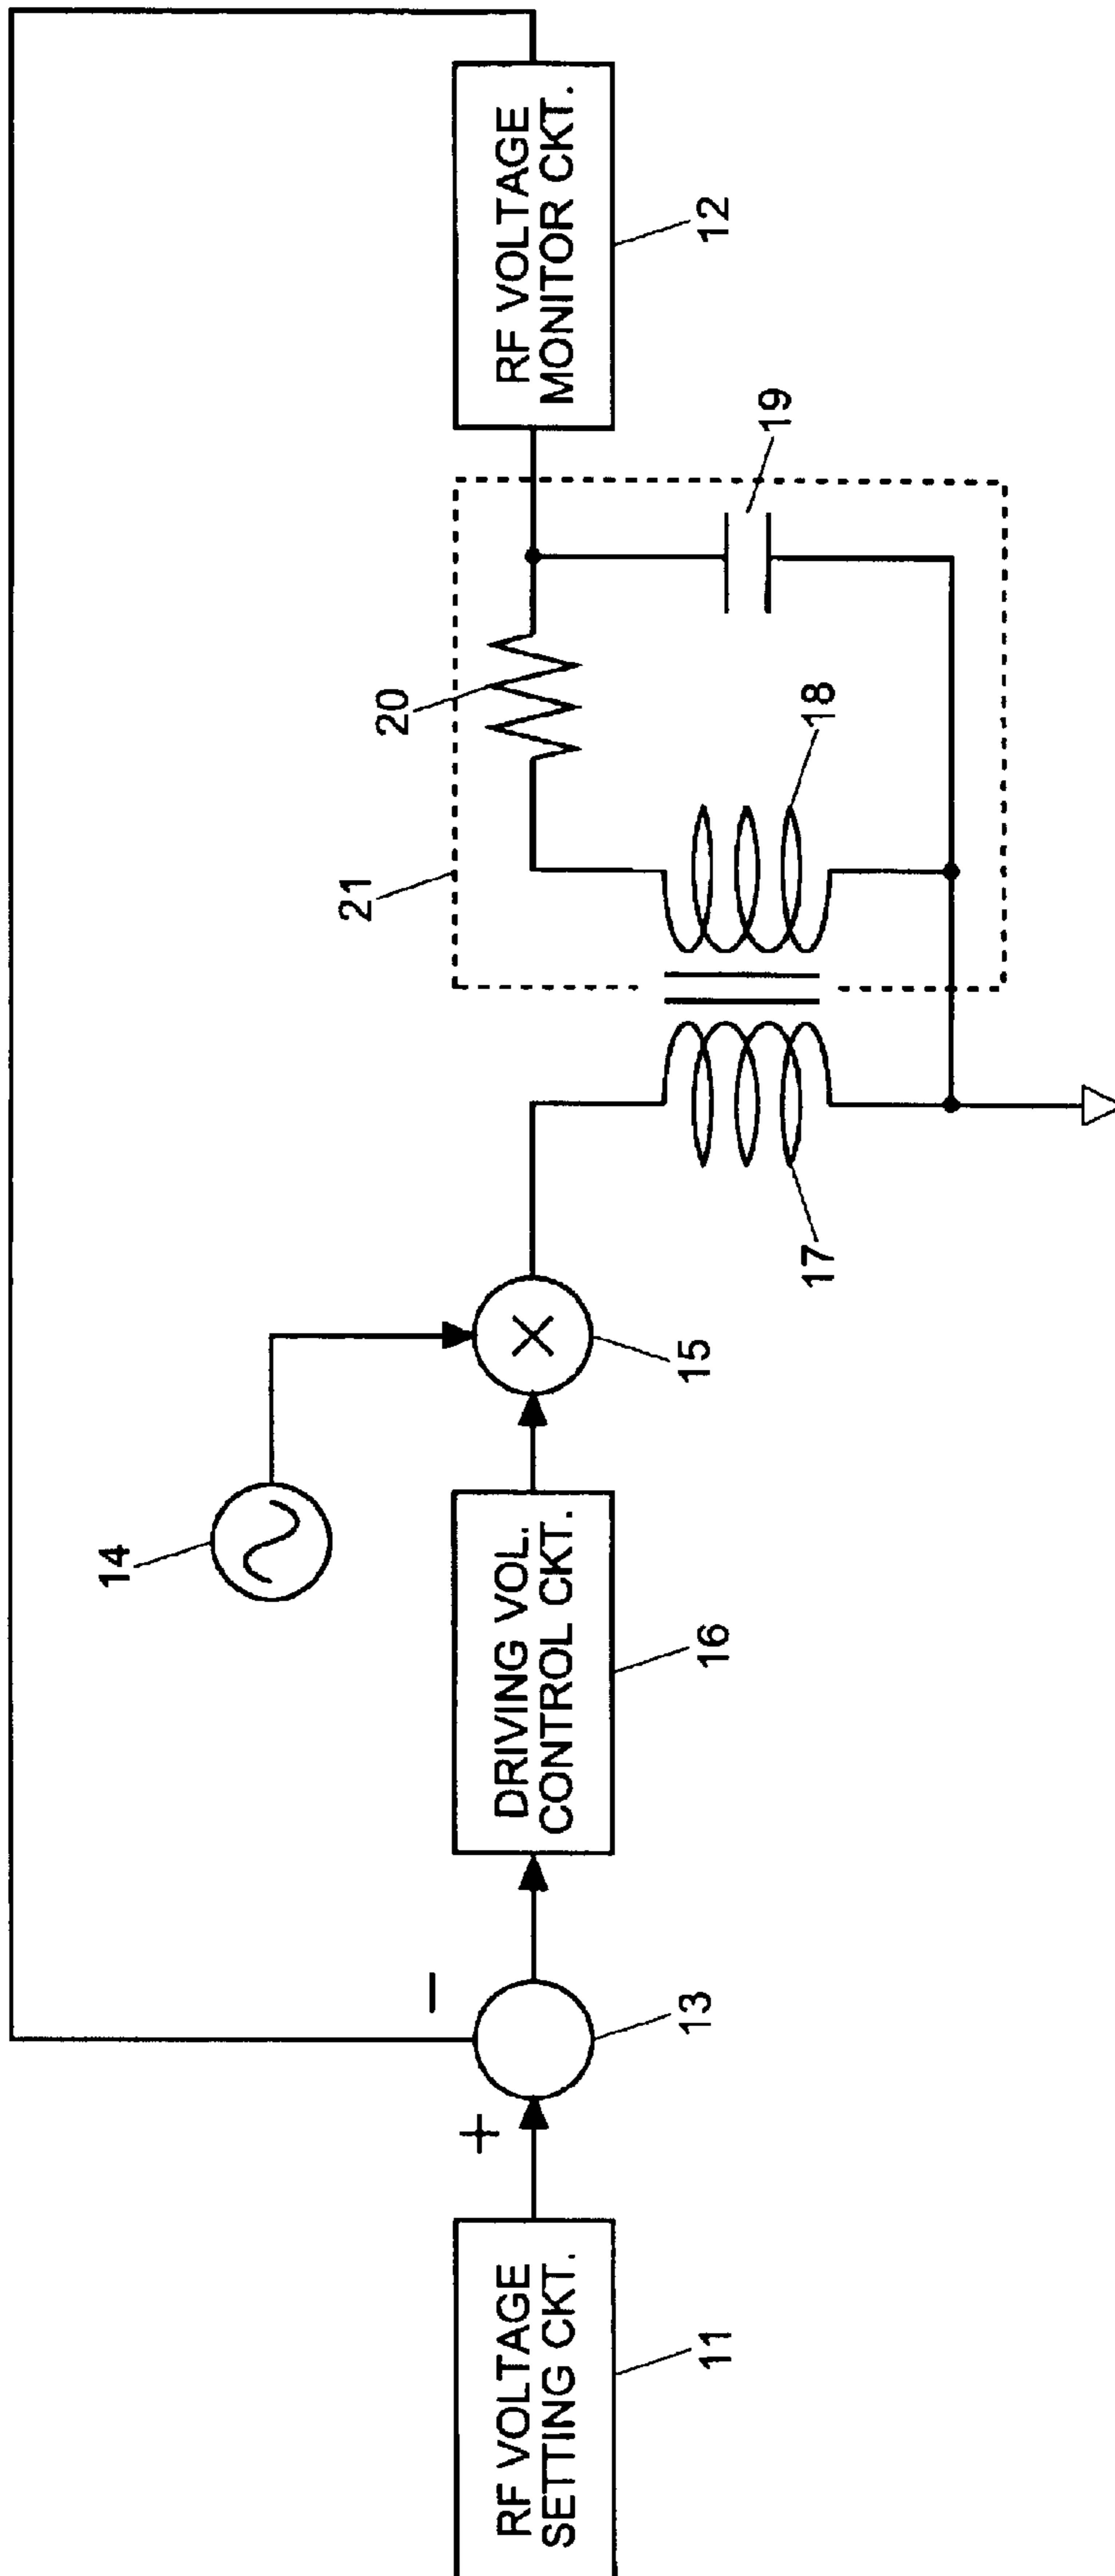 14
20
21
+
−
RF VOLTAGE
SETTING CKT.
DRIVING VOL.
CONTROL CKT.
×
RF VOLTAGE
MONITOR CKT.
11
13
16
15
17
18
19
12